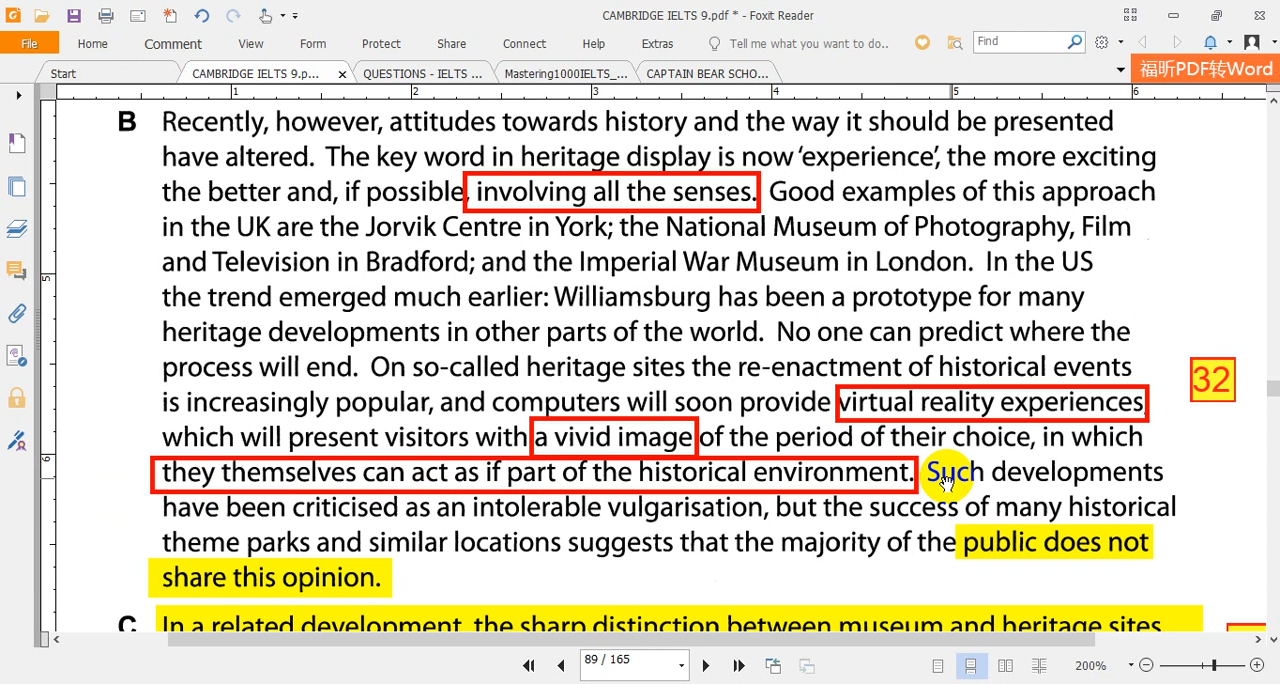 CAMBRIDGE IELTS 9.pdf * - Foxit Reader
File Home Comment View Form Protect Share Connect Help Extras Tell me what you want to do.. Find
Start CAMBRIDGE IELTS 9.p... QUESTIONS - IELTS ... Mastering1000IELTS_... CAPTAIN BEAR SCHO... 福昕PDF转Word
1 2 3 4 5 6
B Recently, however, attitudes towards history and the way it should be presented
have altered. The key word in heritage display is now ‘experience’, the more exciting
the better and, if possible, involving all the senses. Good examples of this approach
in the UK are the Jorvik Centre in York; the National Museum of Photography, Film
and Television in Bradford; and the Imperial War Museum in London. In the US
5
the trend emerged much earlier: Williamsburg has been a prototype for many
heritage developments in other parts of the world. No one can predict where the
process will end. On so-called heritage sites the re-enactment of historical events
32
is increasingly popular, and computers will soon provide virtual reality experiences,
which will present visitors with a vivid image of the period of their choice, in which
6
they themselves can act as if part of the historical environment. Such developments
have been criticised as an intolerable vulgarisation, but the success of many historical
theme parks and similar locations suggests that the majority of the public does not
share this opinion.
C In a related development, the sharp distinction between museum and heritage sites
89 / 165 200%